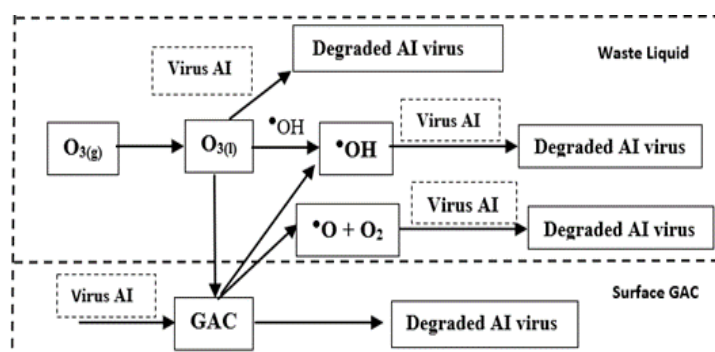 Degraded AI virus
Waste Liquid
Virus AI
•OH
Virus AI
O3(g)
O3(l)
•OH
Degraded AI virus
Virus AI
•O + O2
Degraded AI virus
Surface GAC
Virus AI
GAC
Degraded AI virus